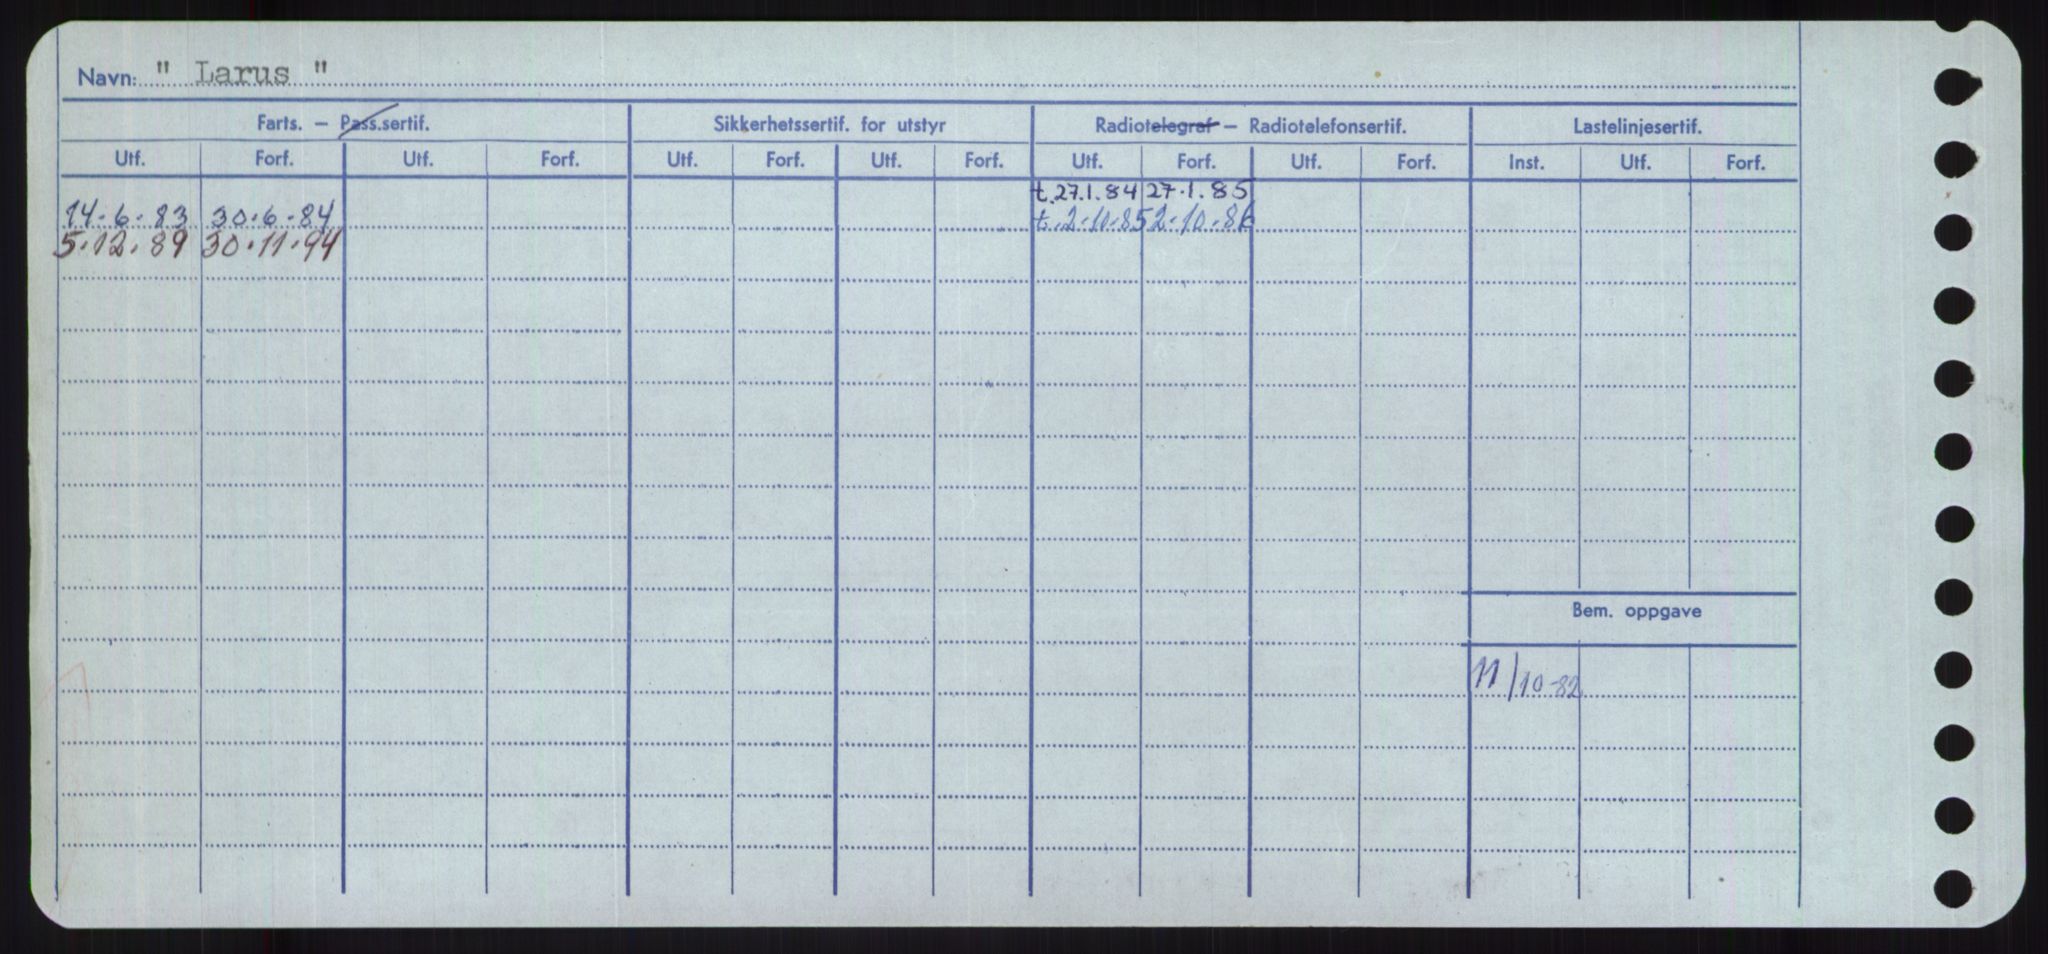 Navn: " Larus "
Farts. — Pass.sertif. Sikkerhetssertif. for utstyr Radiotelegraf — Radiotelefonsertif. Lastelinjesertif.
Utf. Forf. Utf. Forf. Utf. Forf. Utf. Forf. Utf. Forf. Utf. Forf. Inst. Utf. Forf.
t. 27.1.84 27.1.85
14.6.83 30.6.84 t. 2.10.85 2.10.86
5.12.89 30.11.94
Bem. oppgave
11/10-82